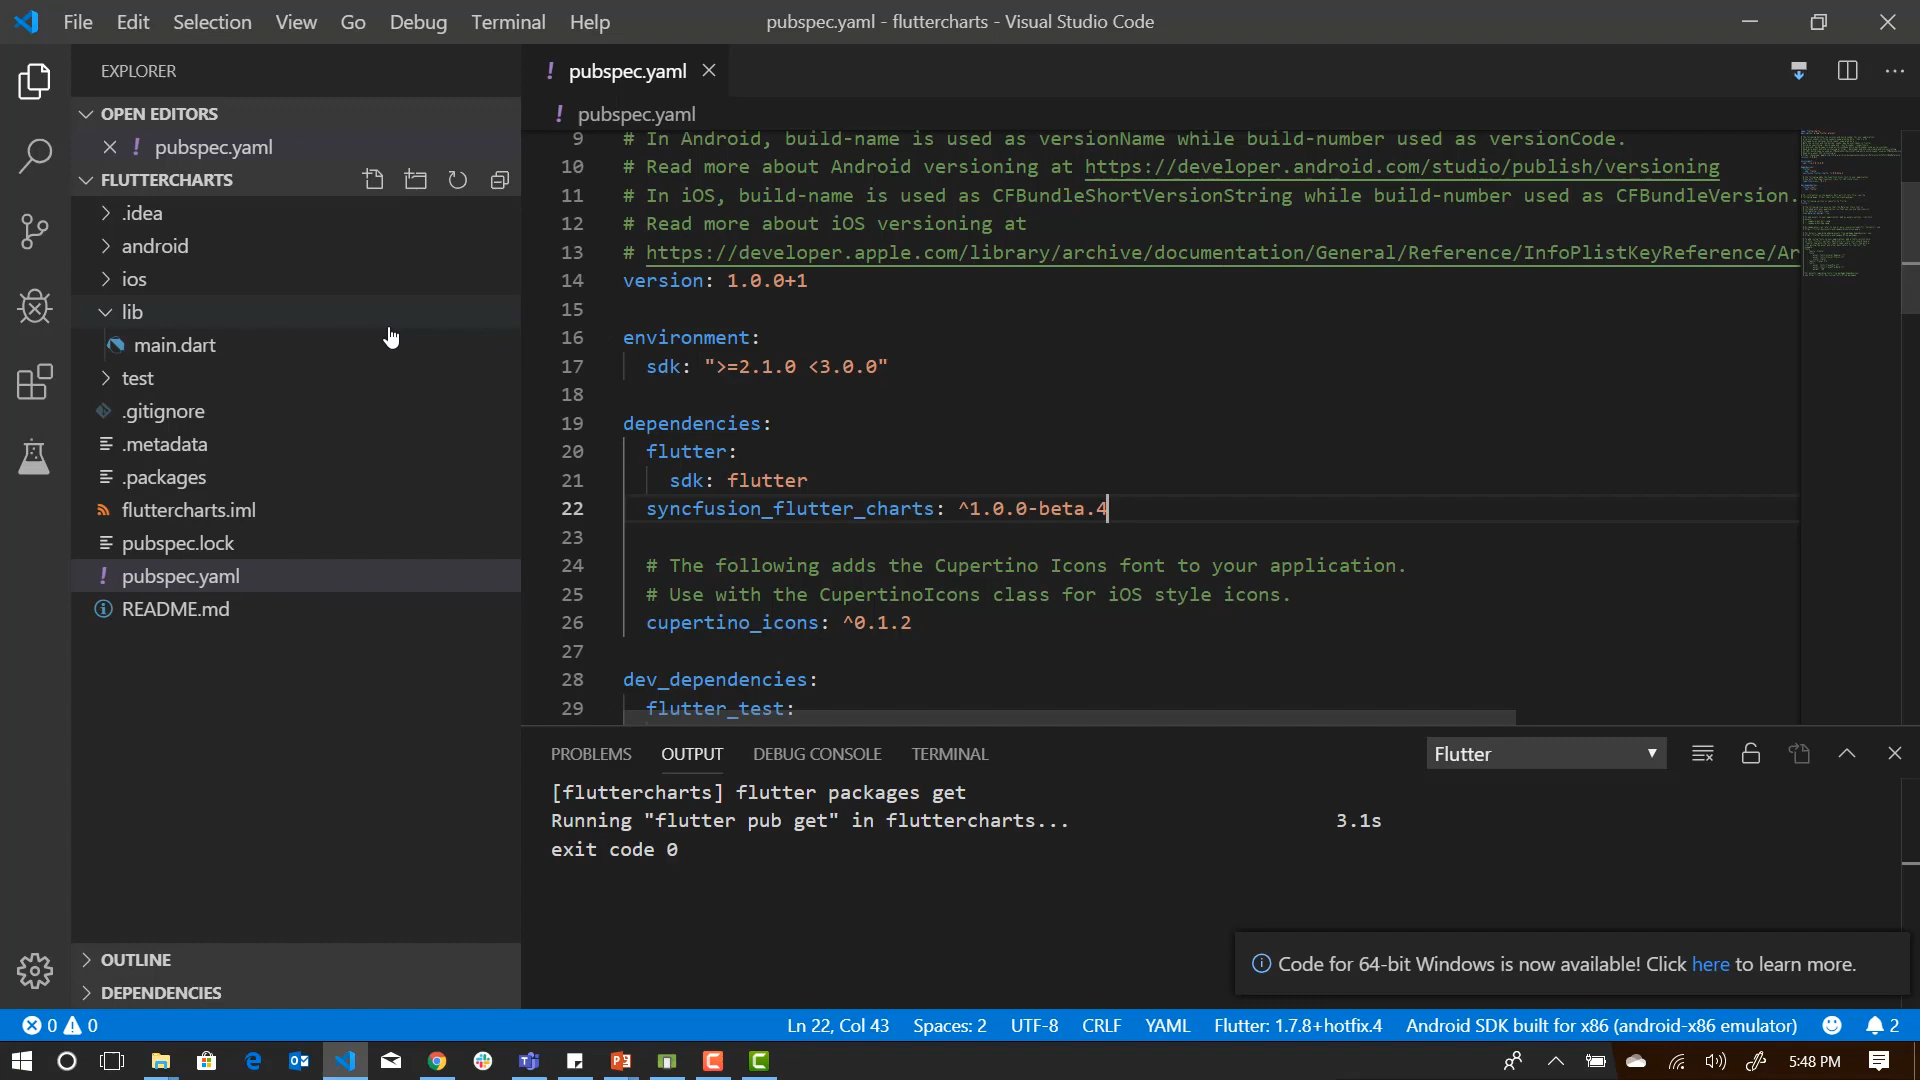 File Edit Selection View Go Debug Terminal Help
pubspec.yaml - fluttercharts - Visual Studio Code
EXPLORER
OPEN EDITORS
! pubspec.yaml
FLUTTERCHARTS
.idea
android
ios
lib
main.dart
test
.gitignore
.metadata
.packages
fluttercharts.iml
pubspec.lock
! pubspec.yaml
README.md
OUTLINE
DEPENDENCIES
! pubspec.yaml
! pubspec.yaml
9 # In Android, build-name is used as versionName while build-number used as versionCode.
10 # Read more about Android versioning at https://developer.android.com/studio/publish/versioning
11 # In iOS, build-name is used as CFBundleShortVersionString while build-number used as CFBundleVersion.
12 # Read more about iOS versioning at
13 # https://developer.apple.com/library/archive/documentation/General/Reference/InfoPlistKeyReference/Ar
14 version: 1.0.0+1
15
16 environment:
17 sdk: ">=2.1.0 <3.0.0"
18
19 dependencies:
20 flutter:
21 sdk: flutter
22 syncfusion_flutter_charts: ^1.0.0-beta.4
23
24 # The following adds the Cupertino Icons font to your application.
25 # Use with the CupertinoIcons class for iOS style icons.
26 cupertino_icons: ^0.1.2
27
28 dev_dependencies:
29 flutter_test:
PROBLEMS OUTPUT DEBUG CONSOLE TERMINAL
Flutter
[fluttercharts] flutter packages get
Running "flutter pub get" in fluttercharts... 3.1s
exit code 0
Code for 64-bit Windows is now available! Click here to learn more.
0 0
Ln 22, Col 43 Spaces: 2 UTF-8 CRLF YAML Flutter: 1.7.8+hotfix.4 Android SDK built for x86 (android-x86 emulator) 2
5:48 PM